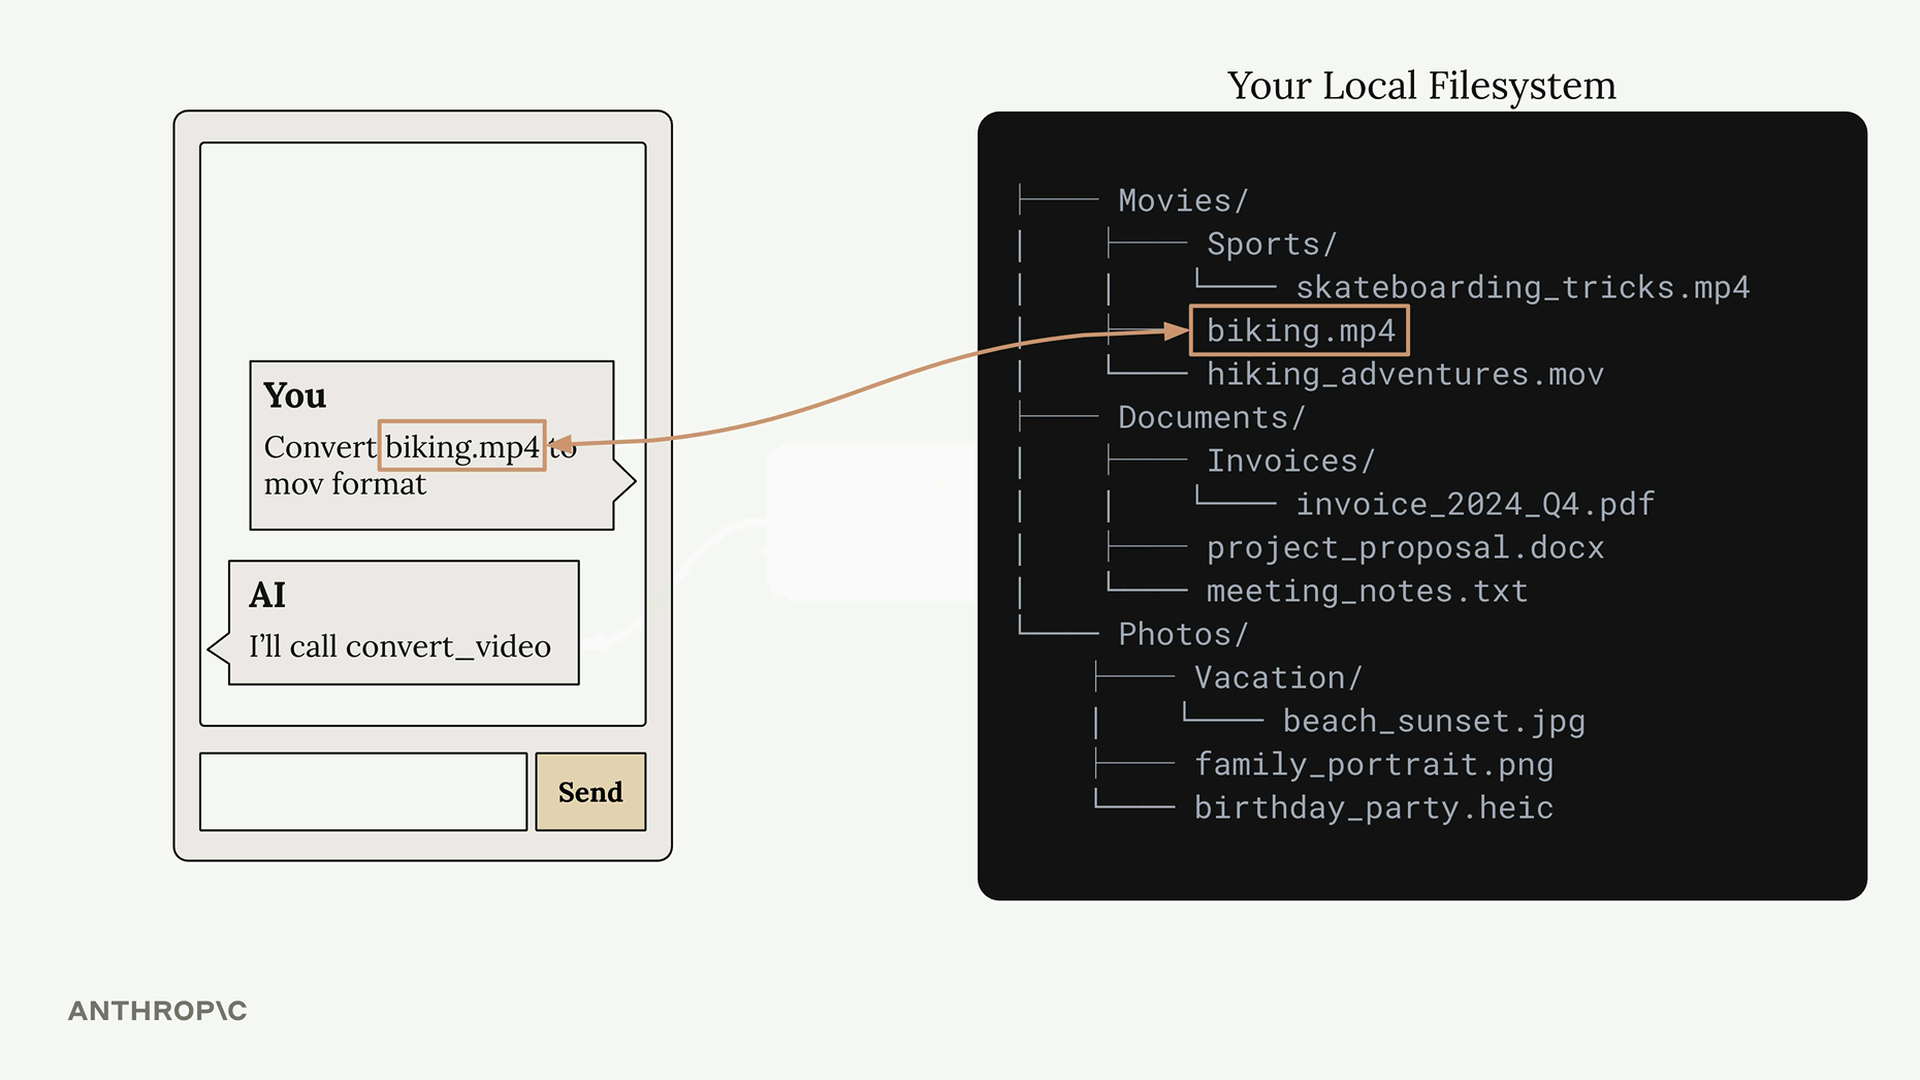 Your Local Filesystem
You
Convert biking.mp4 to
mov format
AI
I'll call convert_video
Send
Movies/
Sports/
skateboarding_tricks.mp4
biking.mp4
hiking_adventures.mov
Documents/
Invoices/
invoice_2024_Q4.pdf
project_proposal.docx
meeting_notes.txt
Photos/
Vacation/
beach_sunset.jpg
family_portrait.png
birthday_party.heic
ANTHROP\C